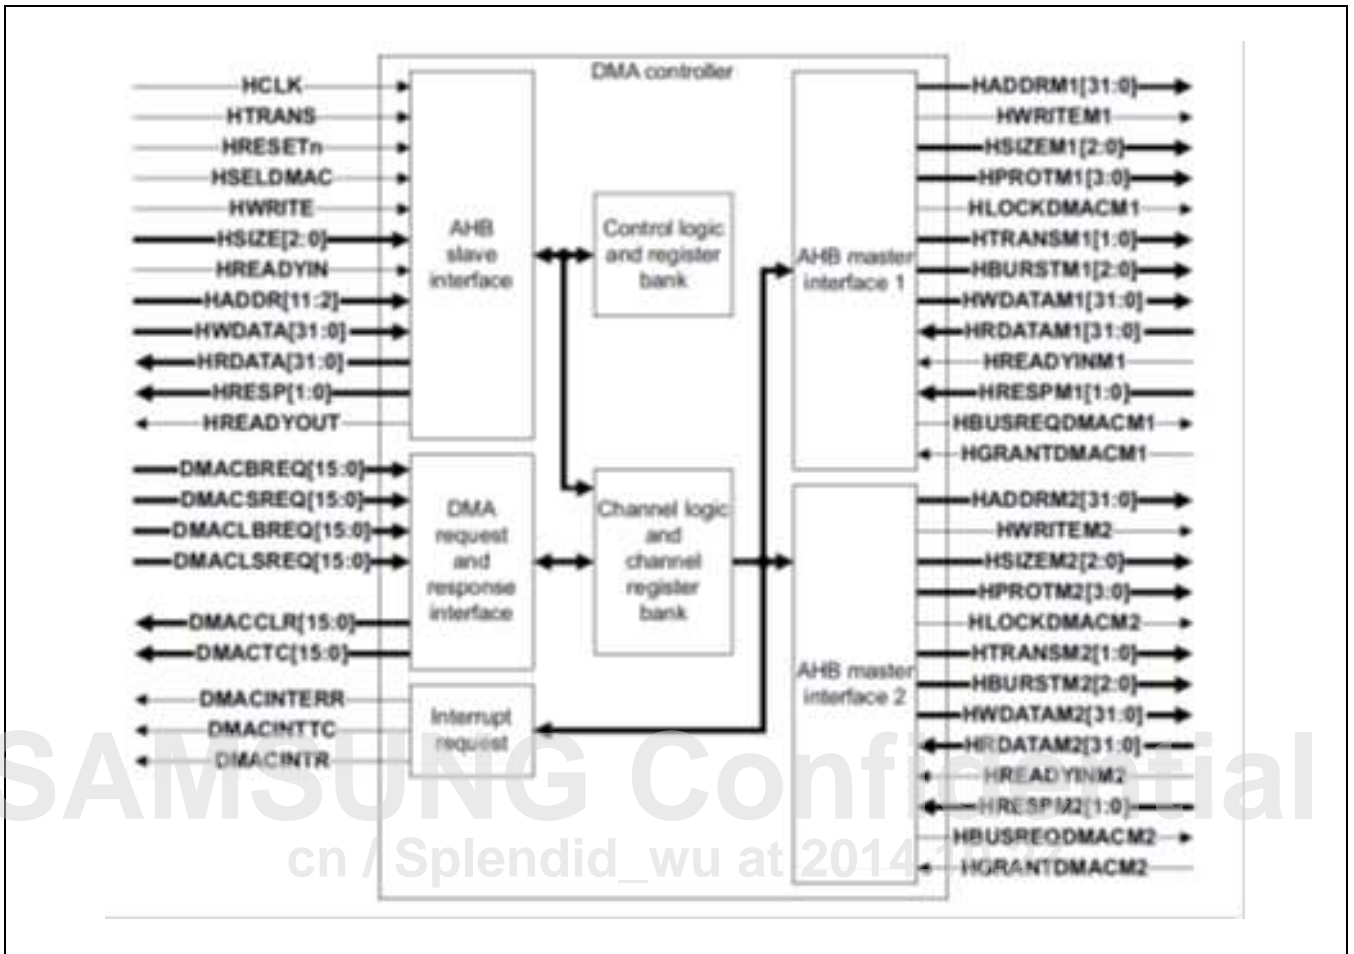 DMA controller
HCLK
HTRANS
HRESETn
HSELDMAC
HWRITE
HSIZE[2:0]
HREADYIN
HADDR[11:2]
HWDATA[31:0]
HRDATA[31:0]
HRESP[1:0]
HREADYOUT
DMACBREQ[15:0]
DMACSREQ[15:0]
DMACLBREQ[15:0]
DMACLSREQ[15:0]
DMACCLR[15:0]
DMACTC[15:0]
DMACINTERR
DMACINTTC
DMACINTR
AHB
slave
interface
DMA
request
and
response
interface
Interrupt
request
Control logic
and register
bank
Channel logic
and
channel
register
bank
AHB master
interface 1
AHB master
interface 2
HADDRM1[31:0]
HWRITEM1
HSIZEM1[2:0]
HPROTM1[3:0]
HLOCKDMACM1
HTRANSM1[1:0]
HBURSTM1[2:0]
HWDATAM1[31:0]
HRDATAM1[31:0]
HREADYINM1
HRESPM1[1:0]
HBUSREQDMACM1
HGRANTDMACM1
HADDRM2[31:0]
HWRITEM2
HSIZEM2[2:0]
HPROTM2[3:0]
HLOCKDMACM2
HTRANSM2[1:0]
HBURSTM2[2:0]
HWDATAM2[31:0]
HRDATAM2[31:0]
HREADYINM2
HRESPM2[1:0]
HBUSREQDMACM2
HGRANTDMACM2
SAMSUNG Confidential
cn / Splendid_wu at 2014